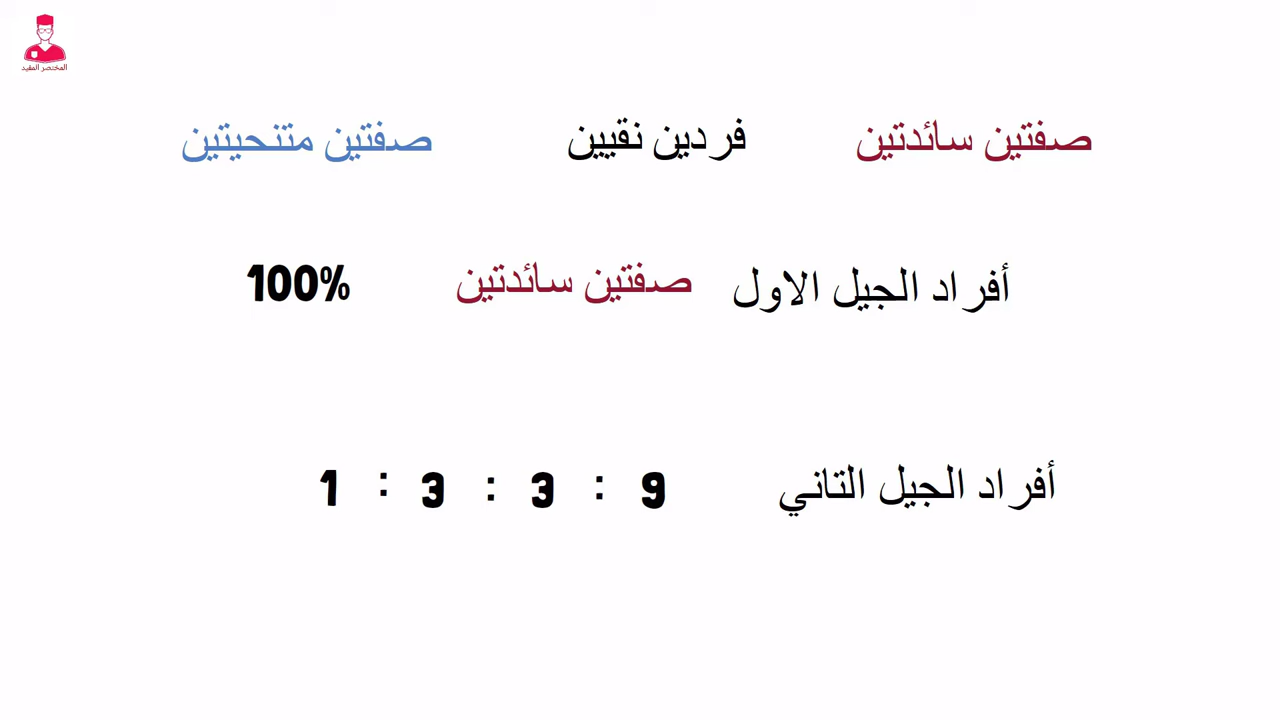 المختصر المفيد
صفتين سائدتين فردين نقيين صفتين متنحيتين
أفراد الجيل الاول صفتين سائدتين 100%
أفراد الجيل التاني 9 : 3 : 3 : 1